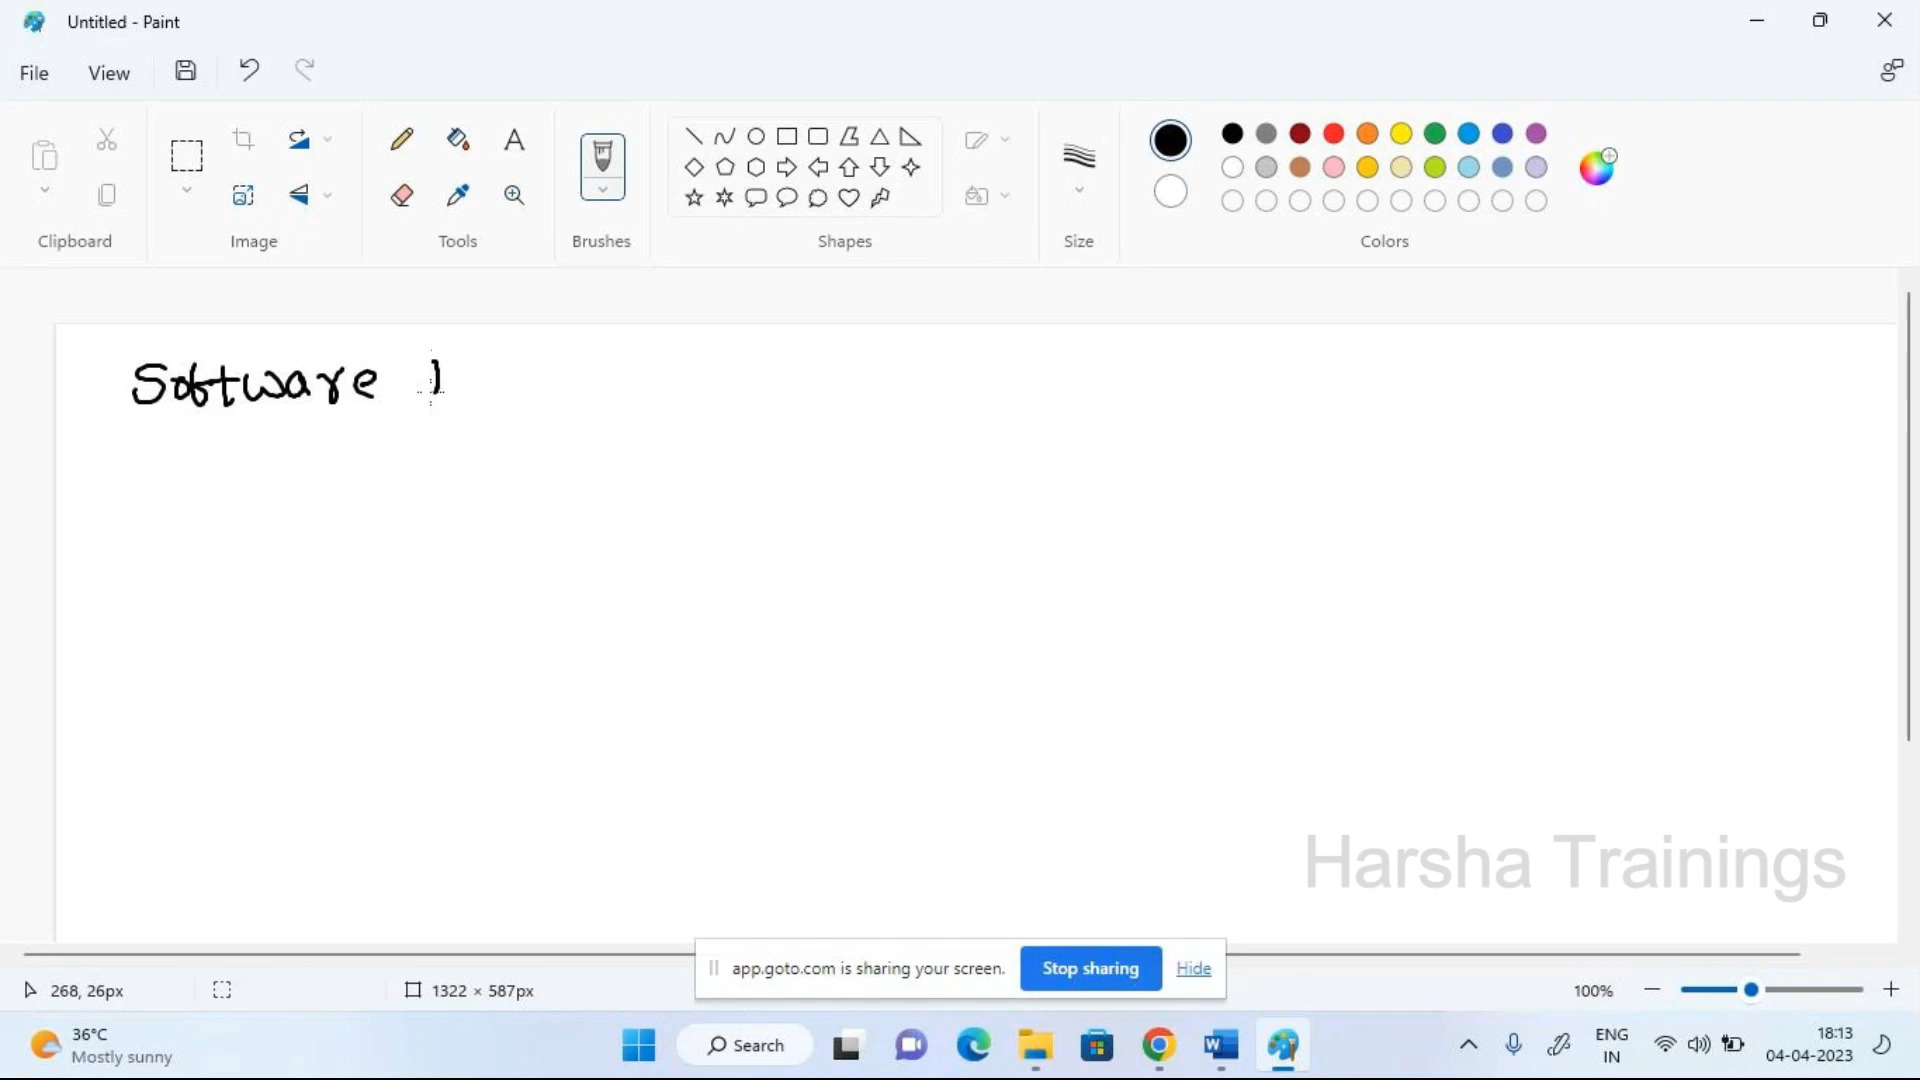 Untitled - Paint
File View
Clipboard Image Tools Brushes Shapes Size Colors
Software
Harsha Trainings
app.goto.com is sharing your screen. Stop sharing Hide
268, 26px 1322 × 587px 100%
36°C
Mostly sunny
Search
ENG
IN
18:13
04-04-2023